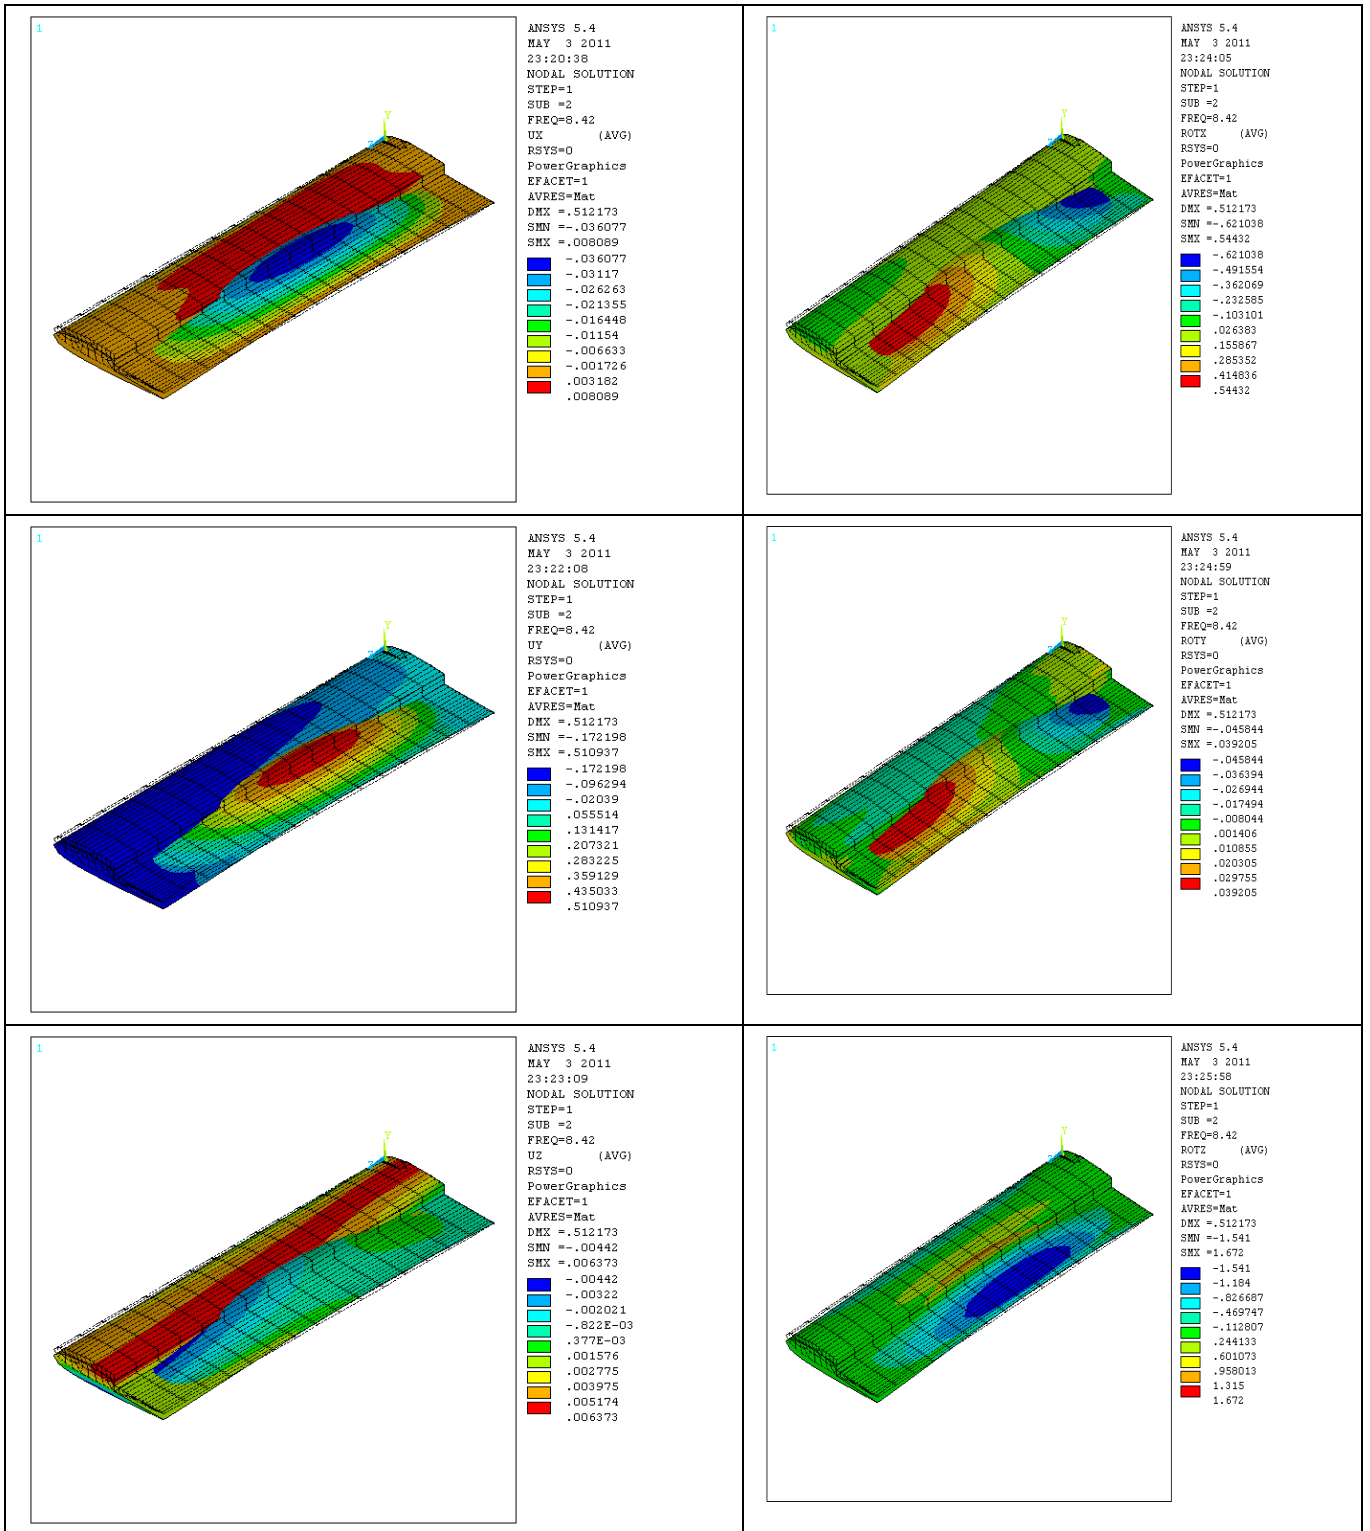 1
ANSYS 5.4
MAY  3 2011
23:20:38
NODAL SOLUTION
STEP=1
SUB =2
FREQ=8.42
UX       (AVG)
RSYS=0
PowerGraphics
EFACET=1
AVRES=Mat
DMX =.512173
SMN =-.036077
SMX =.008089
-.036077
-.03117
-.026263
-.021355
-.016448
-.01154
-.006633
-.001726
.003182
.008089
Y
Z
1
ANSYS 5.4
MAY  3 2011
23:24:05
NODAL SOLUTION
STEP=1
SUB =2
FREQ=8.42
ROTX     (AVG)
RSYS=0
PowerGraphics
EFACET=1
AVRES=Mat
DMX =.512173
SMN =-.621038
SMX =.54432
-.621038
-.491554
-.362069
-.232585
-.103101
.026383
.155867
.285352
.414836
.54432
Y
1
ANSYS 5.4
MAY  3 2011
23:22:08
NODAL SOLUTION
STEP=1
SUB =2
FREQ=8.42
UY       (AVG)
RSYS=0
PowerGraphics
EFACET=1
AVRES=Mat
DMX =.512173
SMN =-.172198
SMX =.510937
-.172198
-.096294
-.02039
.055514
.131417
.207321
.283225
.359129
.435033
.510937
Y
Z
1
ANSYS 5.4
MAY  3 2011
23:24:59
NODAL SOLUTION
STEP=1
SUB =2
FREQ=8.42
ROTY     (AVG)
RSYS=0
PowerGraphics
EFACET=1
AVRES=Mat
DMX =.512173
SMN =-.045844
SMX =.039205
-.045844
-.036394
-.026944
-.017494
-.008044
.001406
.010855
.020305
.029755
.039205
Y
1
ANSYS 5.4
MAY  3 2011
23:23:09
NODAL SOLUTION
STEP=1
SUB =2
FREQ=8.42
UZ       (AVG)
RSYS=0
PowerGraphics
EFACET=1
AVRES=Mat
DMX =.512173
SMN =-.00442
SMX =.006373
-.00442
-.00322
-.002021
-.822E-03
.377E-03
.001576
.002775
.003975
.005174
.006373
Y
Z
1
ANSYS 5.4
MAY  3 2011
23:25:58
NODAL SOLUTION
STEP=1
SUB =2
FREQ=8.42
ROTZ     (AVG)
RSYS=0
PowerGraphics
EFACET=1
AVRES=Mat
DMX =.512173
SMN =-1.541
SMX =1.672
-1.541
-1.184
-.826687
-.469747
-.112807
.244133
.601073
.958013
1.315
1.672
Y